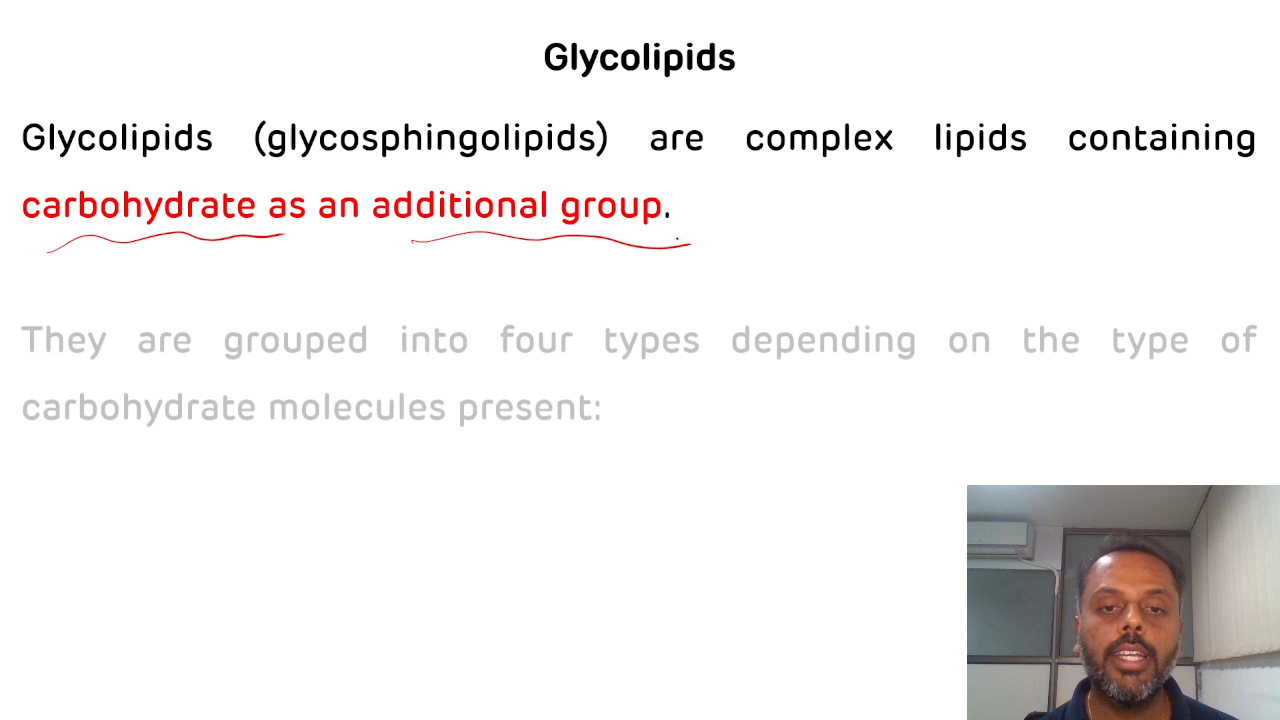 Glycolipids
Glycolipids (glycosphingolipids) are complex lipids containing
carbohydrate as an additional group.
They are grouped into four types depending on the type of
carbohydrate molecules present: